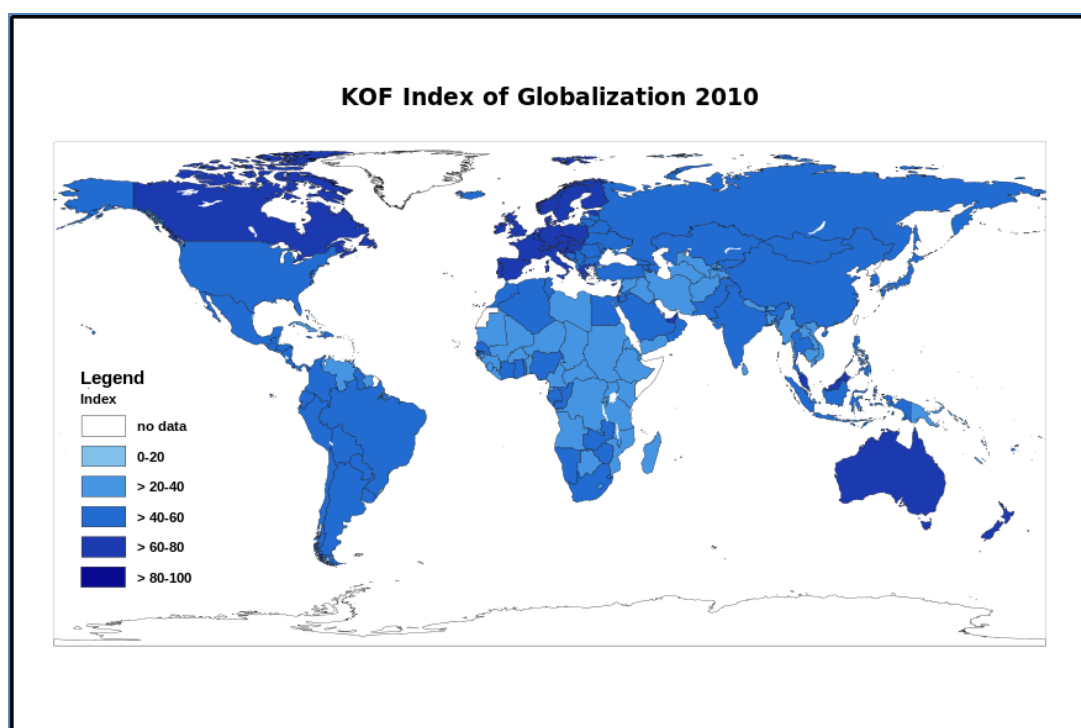 KOF Index of Globalization 2010
Legend
Index
no data
0-20
> 20-40
> 40-60
> 60-80
> 80-100